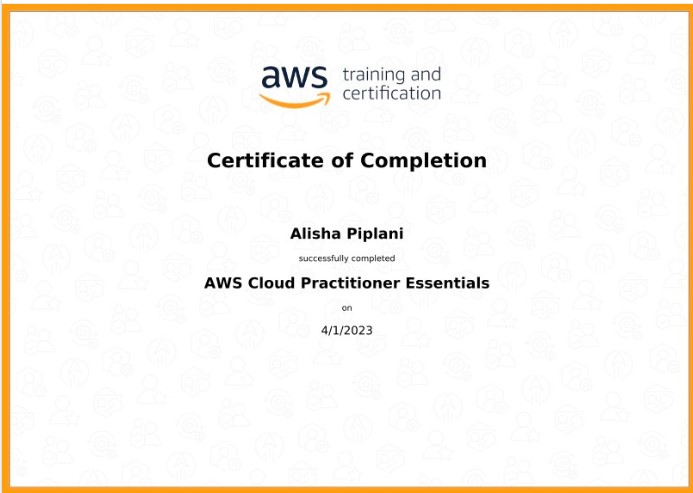 aws training and
certification
Certificate of Completion
Alisha Piplani
successfully completed
AWS Cloud Practitioner Essentials
on
4/1/2023